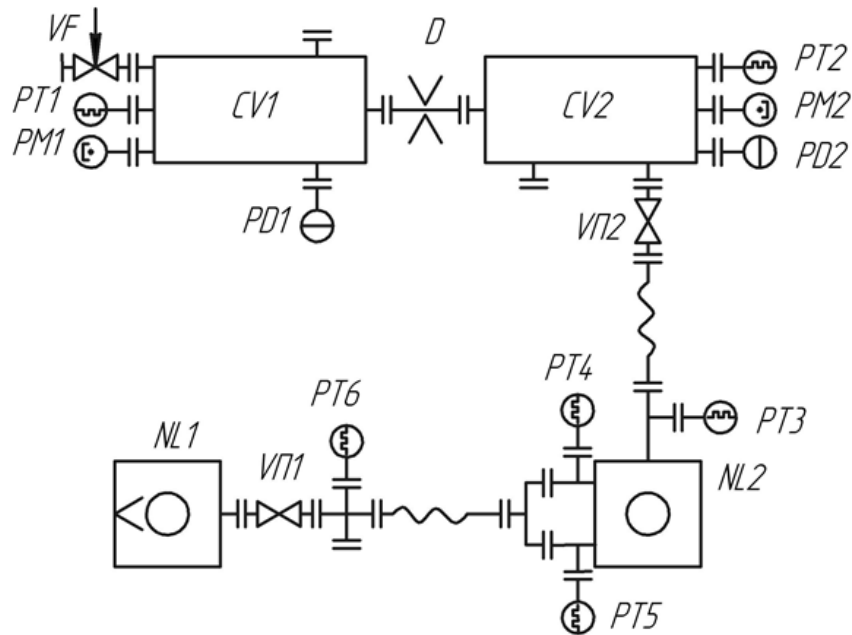 VF
D
PT1
CV1
CV2
PT2
PM1
PM2
PD1
PD2
VП2
PT4
PT6
PT3
NL1
VП1
NL2
PT5